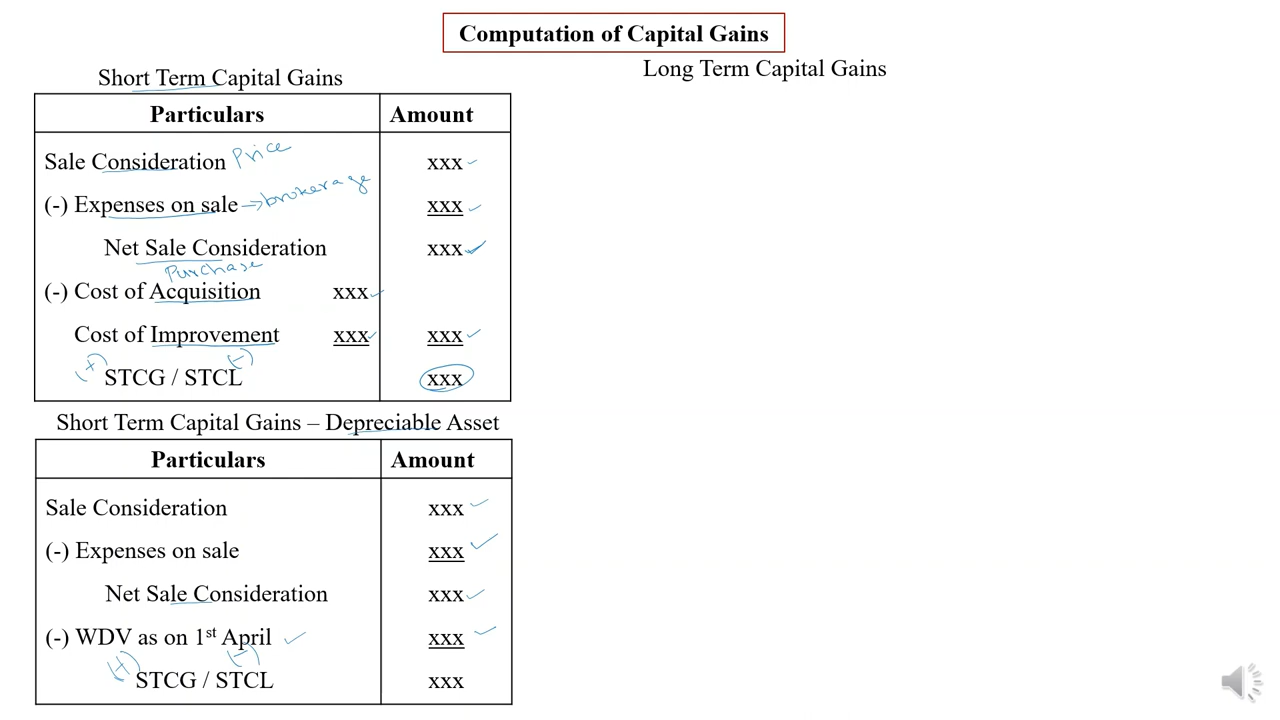 Computation of Capital Gains
Short Term Capital Gains
Particulars Amount
Sale Consideration Price xxx
(-) Expenses on sale → brokerage xxx
Net Sale Consideration xxx
Purchase
(-) Cost of Acquisition xxx
Cost of Improvement xxx xxx
(+) (-)
STCG / STCL xxx
Short Term Capital Gains – Depreciable Asset
Particulars Amount
Sale Consideration xxx
(-) Expenses on sale xxx
Net Sale Consideration xxx
(-) WDV as on 1st April xxx
(+) (-)
STCG / STCL xxx
Long Term Capital Gains